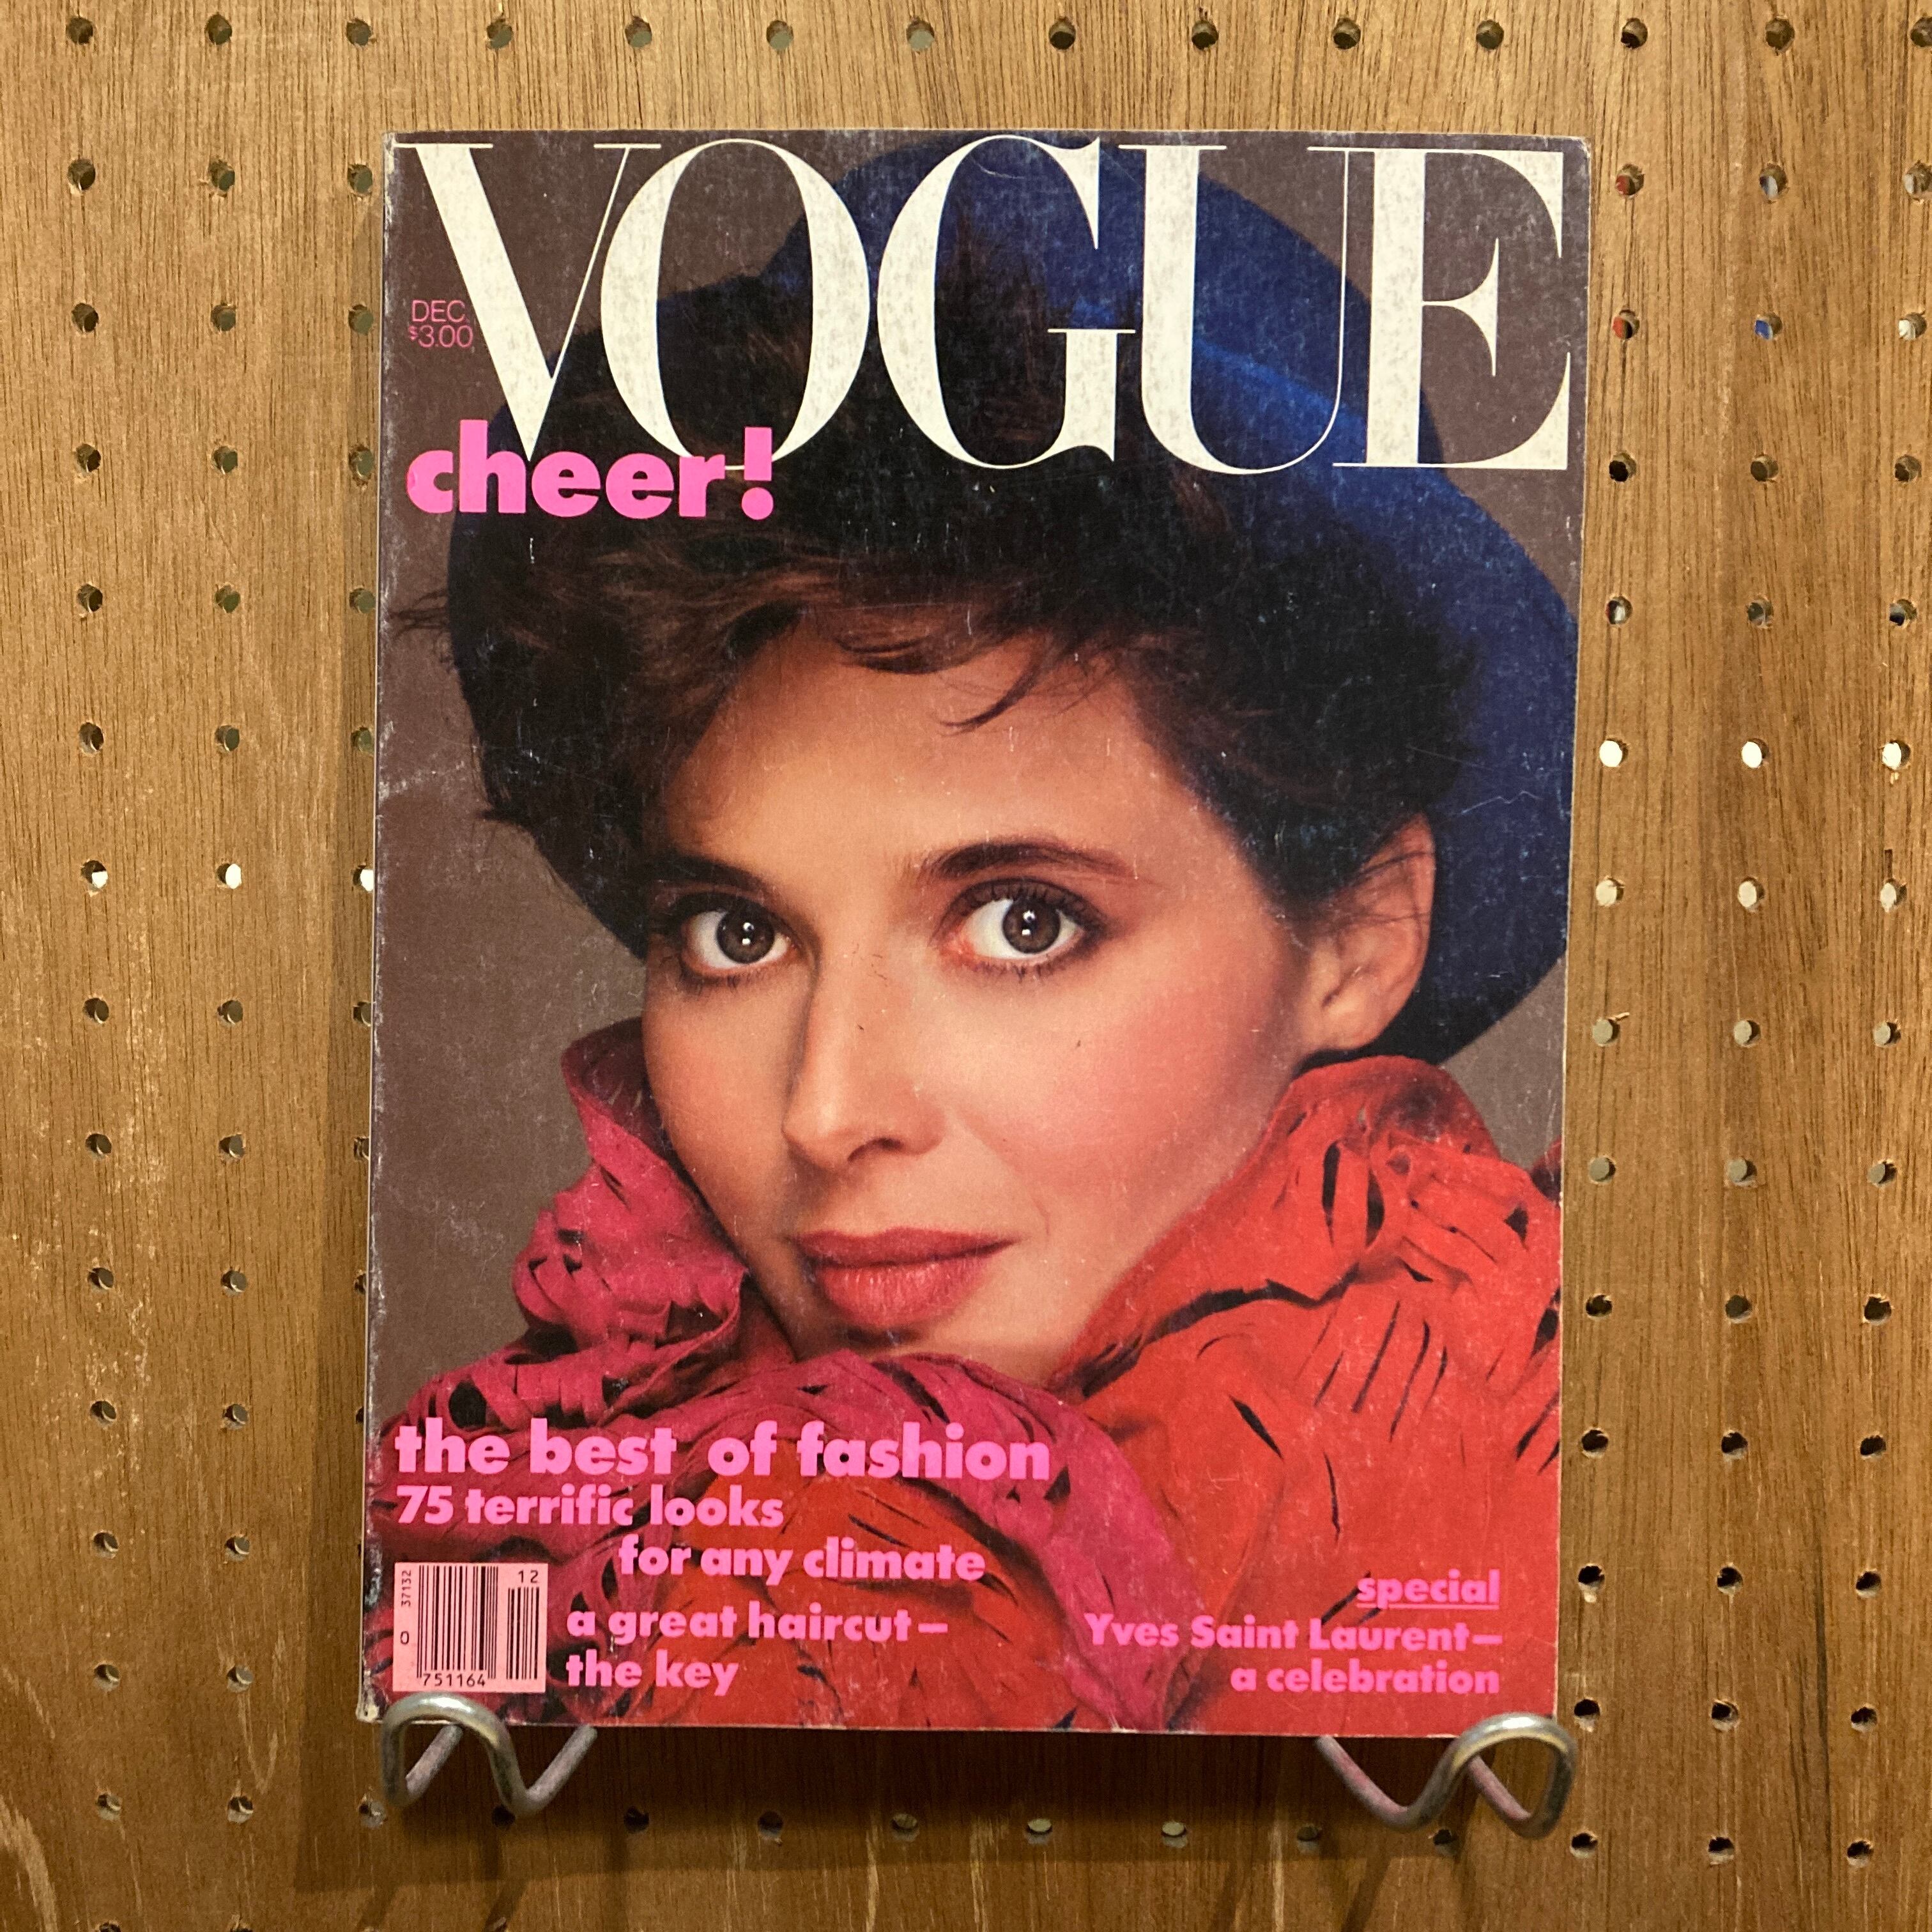 VOGUE
DEC.
$3.00
cheer!
the best of fashion
75 terrific looks
for any climate
a great haircut—
the key
special
Yves Saint Laurent—
a celebration
37132
12
0
751164